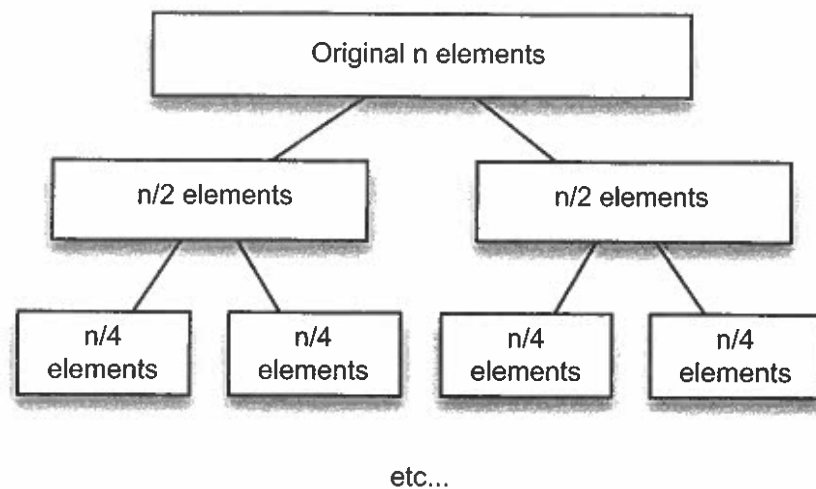 Original n elements
n/2 elements
n/2 elements
n/4
elements
n/4
elements
n/4
elements
n/4
elements
etc...